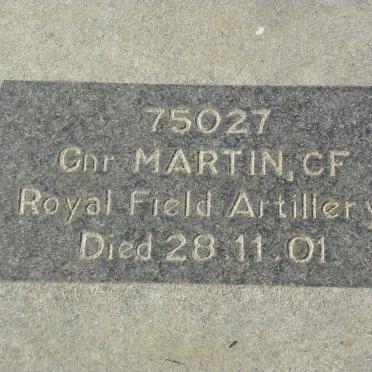 75027
Gnr MARTIN, CF
Royal Field Artillery
Died 28.11.01